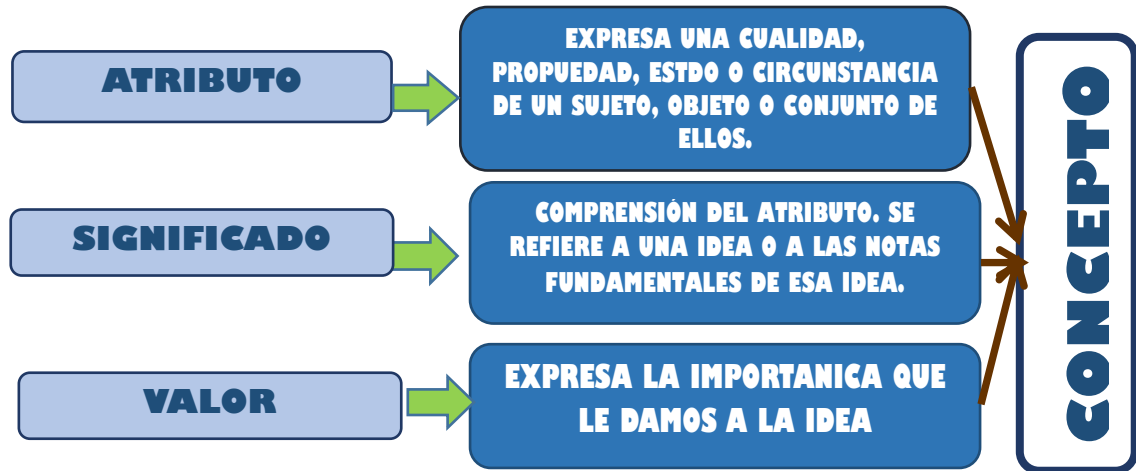 ATRIBUTO
EXPRESA UNA CUALIDAD,
PROPUEDAD, ESTDO O CIRCUNSTANCIA
DE UN SUJETO, OBJETO O CONJUNTO DE
ELLOS.
SIGNIFICADO
COMPRENSIÓN DEL ATRIBUTO. SE
REFIERE A UNA IDEA O A LAS NOTAS
FUNDAMENTALES DE ESA IDEA.
VALOR
EXPRESA LA IMPORTANICA QUE
LE DAMOS A LA IDEA
CONCEPTO